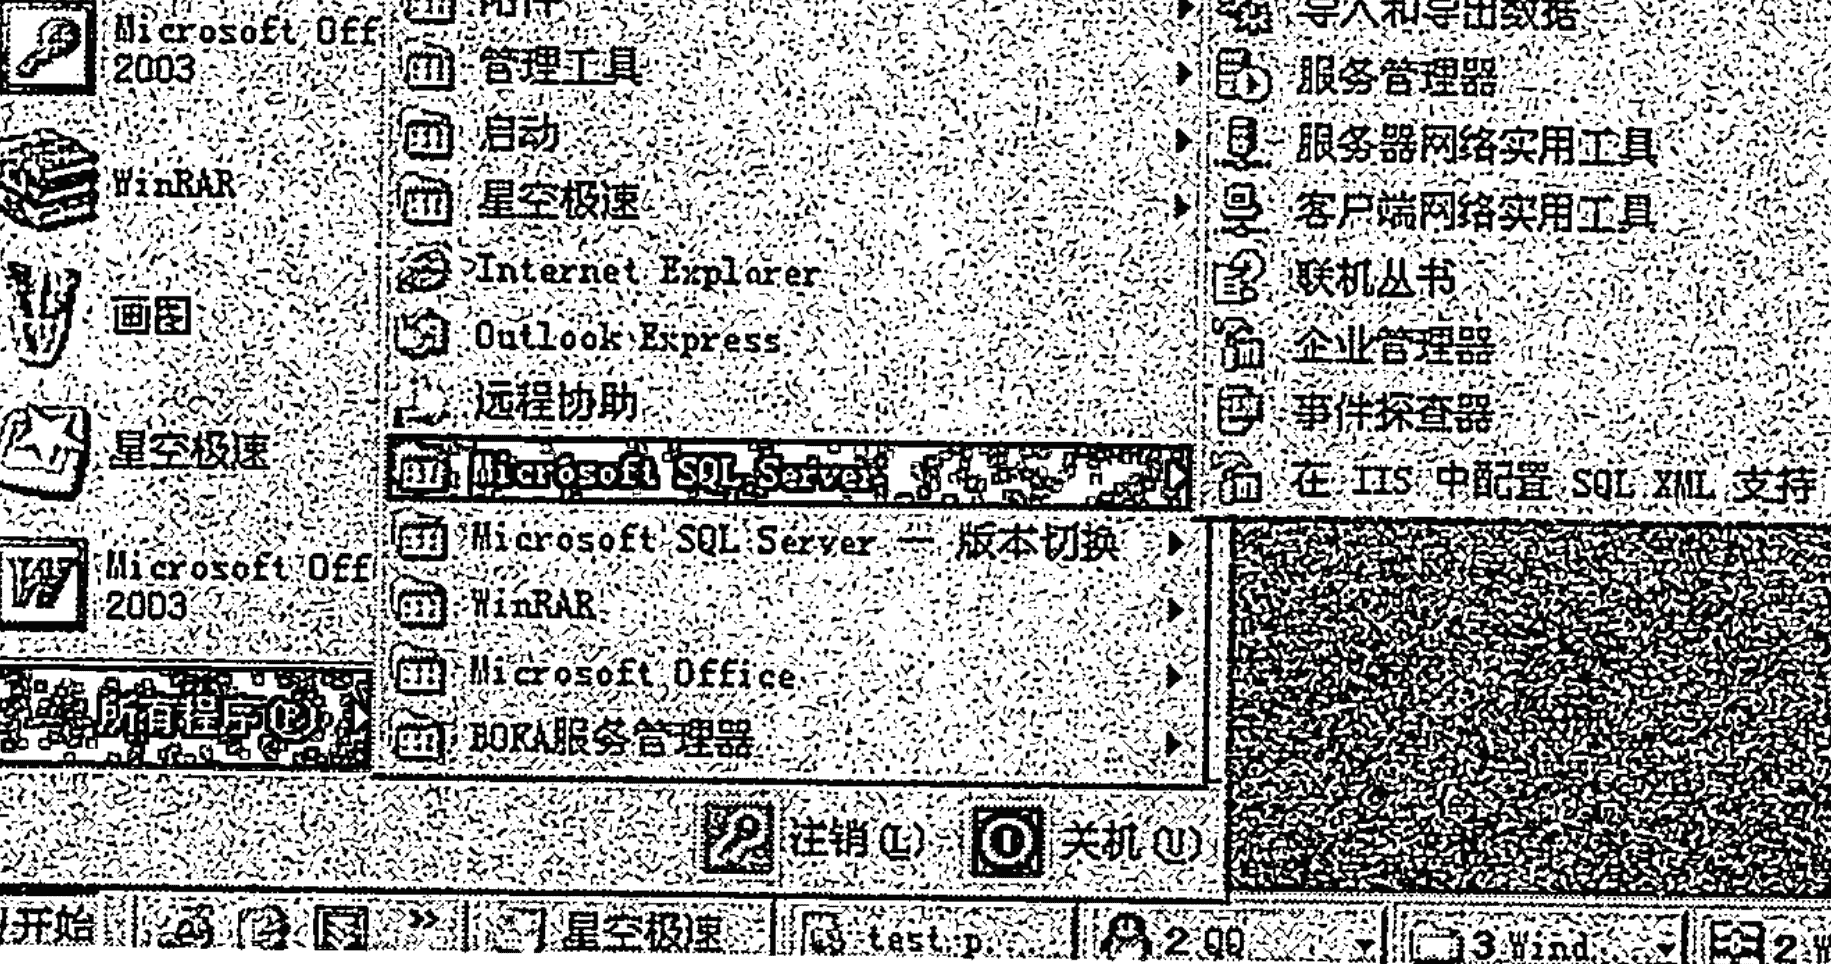 Microsoft Off
2003
WinRAR
画图
星空极速
Microsoft Off
2003
所有程序(P)
附件
管理工具
启动
星空极速
Internet Explorer
Outlook Express
远程协助
Microsoft SQL Server
Microsoft SQL Server — 版本切换
WinRAR
Microsoft Office
服务管理器
导入和导出数据
服务管理器
服务器网络实用工具
客户端网络实用工具
联机丛书
企业管理器
事件探查器
在 IIS 中配置 SQL XML 支持
注销(L)
关机(U)
开始
»
星空极速
test p...
2 QQ
3 Wind...
2 W